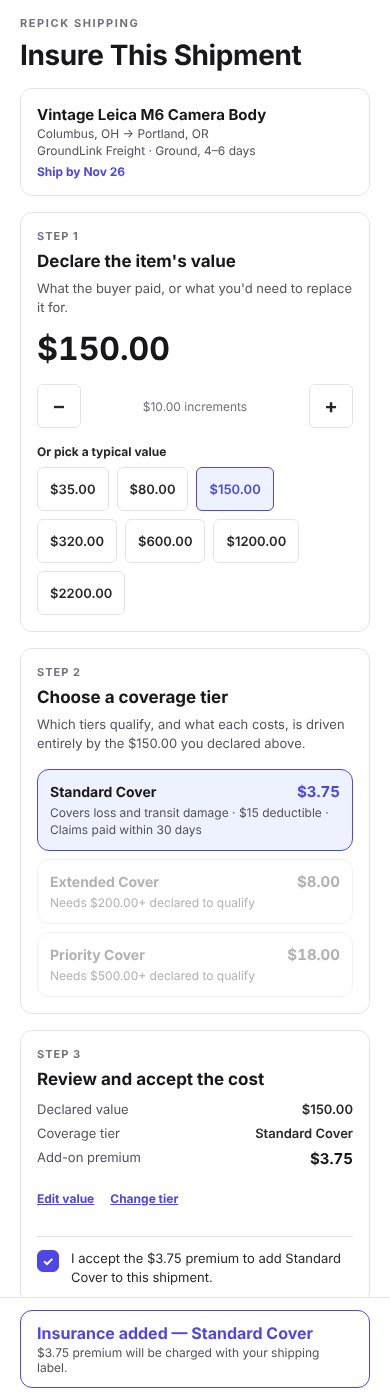 REPICK SHIPPING
Insure This Shipment
Vintage Leica M6 Camera Body
Columbus, OH → Portland, OR
GroundLink Freight · Ground, 4–6 days
Ship by Nov 26
STEP 1
Declare the item's value
What the buyer paid, or what you'd need to replace
it for.
$150.00
− $10.00 increments +
Or pick a typical value
$35.00 $80.00 $150.00
$320.00 $600.00 $1200.00
$2200.00
STEP 2
Choose a coverage tier
Which tiers qualify, and what each costs, is driven
entirely by the $150.00 you declared above.
Standard Cover $3.75
Covers loss and transit damage · $15 deductible ·
Claims paid within 30 days
Extended Cover $8.00
Needs $200.00+ declared to qualify
Priority Cover $18.00
Needs $500.00+ declared to qualify
STEP 3
Review and accept the cost
Declared value $150.00
Coverage tier Standard Cover
Add-on premium $3.75
Edit value Change tier
I accept the $3.75 premium to add Standard
Cover to this shipment.
Insurance added — Standard Cover
$3.75 premium will be charged with your shipping
label.